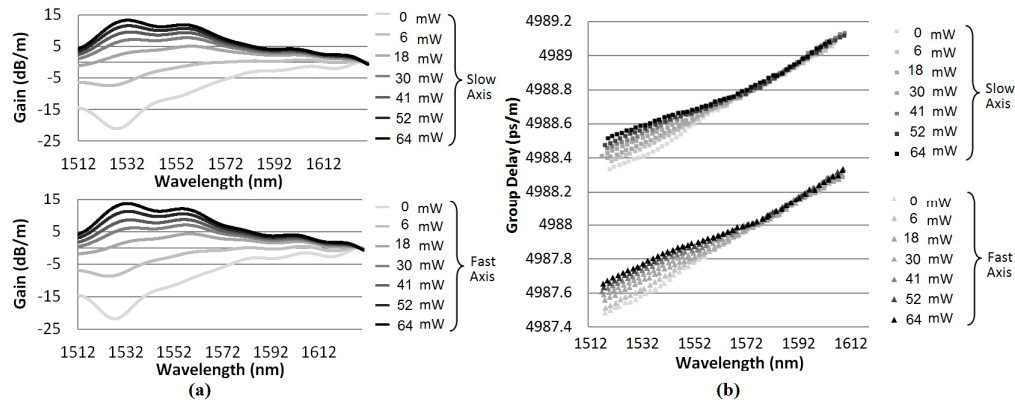 15
5
-5
-15
-25
Gain (dB/m)
1512 1532 1552 1572 1592 1612
Wavelength (nm)
0 mW
6 mW
18 mW
30 mW
41 mW
52 mW
64 mW
Slow
Axis
15
5
-5
-15
-25
Gain (dB/m)
1512 1532 1552 1572 1592 1612
Wavelength (nm)
0 mW
6 mW
18 mW
30 mW
41 mW
52 mW
64 mW
Fast
Axis
(a)
4989.2
4989
4988.8
4988.6
4988.4
4988.2
4988
4987.8
4987.6
4987.4
Group Delay (ps/m)
1512 1532 1552 1572 1592 1612
Wavelength (nm)
0 mW
6 mW
18 mW
30 mW
41 mW
52 mW
64 mW
Slow
Axis
0 mW
6 mW
18 mW
30 mW
41 mW
52 mW
64 mW
Fast
Axis
(b)